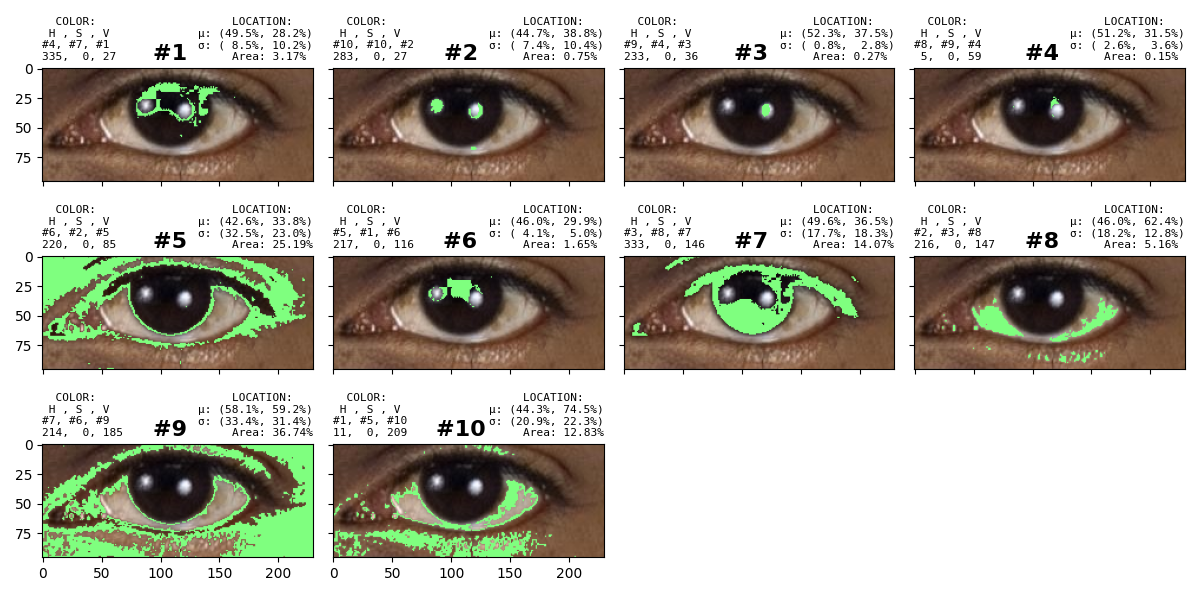 COLOR: LOCATION:
H , S , V μ: (49.5%, 28.2%)
#4, #7, #1 σ: ( 8.5%, 10.2%)
335, 0, 27 #1 Area: 3.17%
COLOR: LOCATION:
H , S , V μ: (44.7%, 38.8%)
#10, #10, #2 σ: ( 7.4%, 10.4%)
283, 0, 27 #2 Area: 0.75%
COLOR: LOCATION:
H , S , V μ: (52.3%, 37.5%)
#9, #4, #3 σ: ( 0.8%, 2.8%)
233, 0, 36 #3 Area: 0.27%
COLOR: LOCATION:
H , S , V μ: (51.2%, 31.5%)
#8, #9, #4 σ: ( 2.6%, 3.6%)
5, 0, 59 #4 Area: 0.15%
0
25
50
75
COLOR: LOCATION:
H , S , V μ: (42.6%, 33.8%)
#6, #2, #5 σ: (32.5%, 23.0%)
220, 0, 85 #5 Area: 25.19%
COLOR: LOCATION:
H , S , V μ: (46.0%, 29.9%)
#5, #1, #6 σ: ( 4.1%, 5.0%)
217, 0, 116 #6 Area: 1.65%
COLOR: LOCATION:
H , S , V μ: (49.6%, 36.5%)
#3, #8, #7 σ: (17.7%, 18.3%)
333, 0, 146 #7 Area: 14.07%
COLOR: LOCATION:
H , S , V μ: (46.0%, 62.4%)
#2, #3, #8 σ: (18.2%, 12.8%)
216, 0, 147 #8 Area: 5.16%
0
25
50
75
COLOR: LOCATION:
H , S , V μ: (58.1%, 59.2%)
#7, #6, #9 σ: (33.4%, 31.4%)
214, 0, 185 #9 Area: 36.74%
COLOR: LOCATION:
H , S , V μ: (44.3%, 74.5%)
#1, #5, #10 σ: (20.9%, 22.3%)
11, 0, 209 #10 Area: 12.83%
0
25
50
75
0 50 100 150 200
0 50 100 150 200